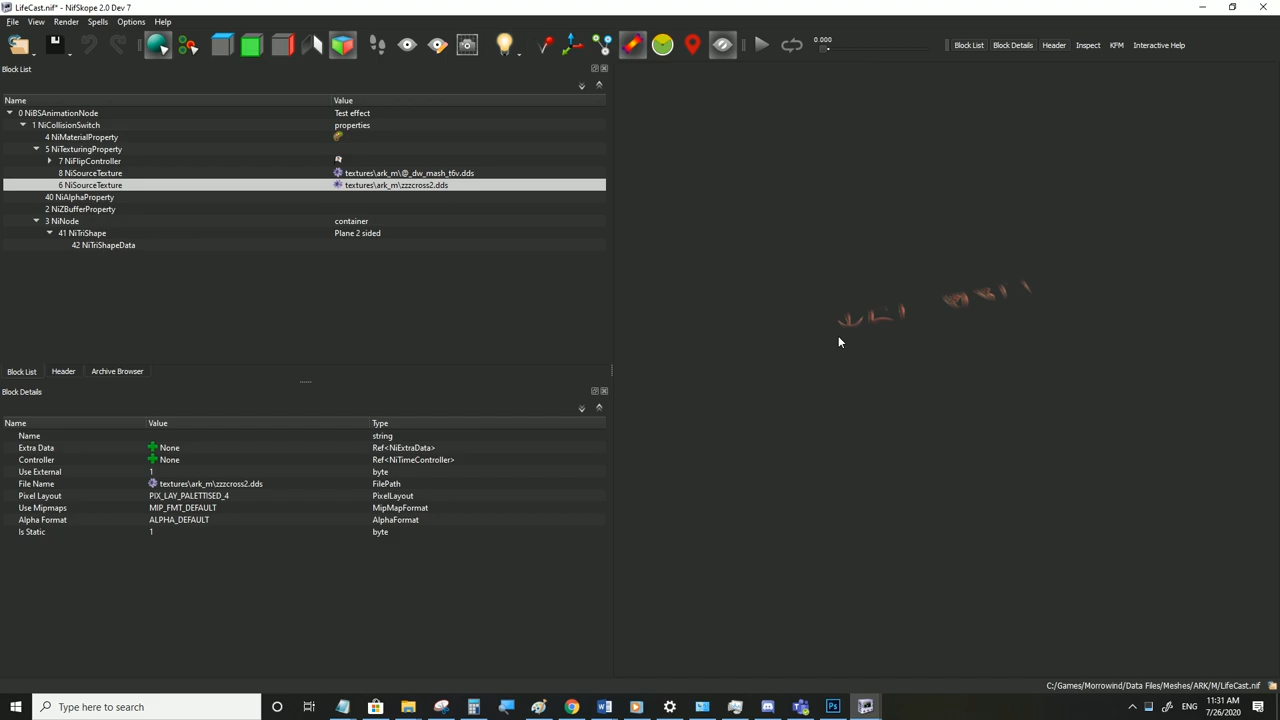 LifeCast.nif* - NifSkope 2.0 Dev 7
File View Render Spells Options Help
0.000
Block List Block Details Header Inspect KFM Interactive Help
Block List
Name Value
0 NiBSAnimationNode Test effect
1 NiCollisionSwitch properties
4 NiMaterialProperty
5 NiTexturingProperty
7 NiFlipController
8 NiSourceTexture textures\ark_m\@_dw_mash_t6v.dds
6 NiSourceTexture textures\ark_m\zzzcross2.dds
40 NiAlphaProperty
2 NiZBufferProperty
3 NiNode container
41 NiTriShape Plane 2 sided
42 NiTriShapeData
Block List Header Archive Browser
Block Details
Name Value Type
Name string
Extra Data None Ref<NiExtraData>
Controller None Ref<NiTimeController>
Use External 1 byte
File Name textures\ark_m\zzzcross2.dds FilePath
Pixel Layout PIX_LAY_PALETTISED_4 PixelLayout
Use Mipmaps MIP_FMT_DEFAULT MipMapFormat
Alpha Format ALPHA_DEFAULT AlphaFormat
Is Static 1 byte
C:/Games/Morrowind/Data Files/Meshes/ARK/M/LifeCast.nif
Type here to search
ENG
11:31 AM
7/26/2020